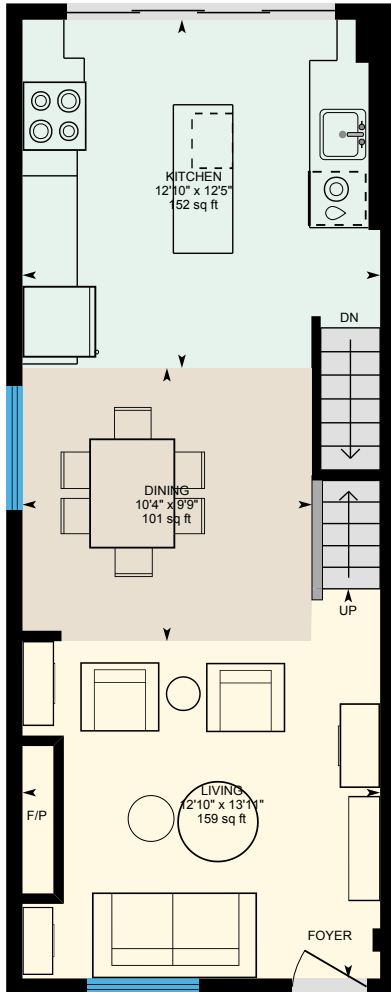 KITCHEN
12'10" x 12'5"
152 sq ft
DN
DINING
10'4" x 9'9"
101 sq ft
UP
LIVING
12'10" x 13'11"
159 sq ft
F/P
FOYER